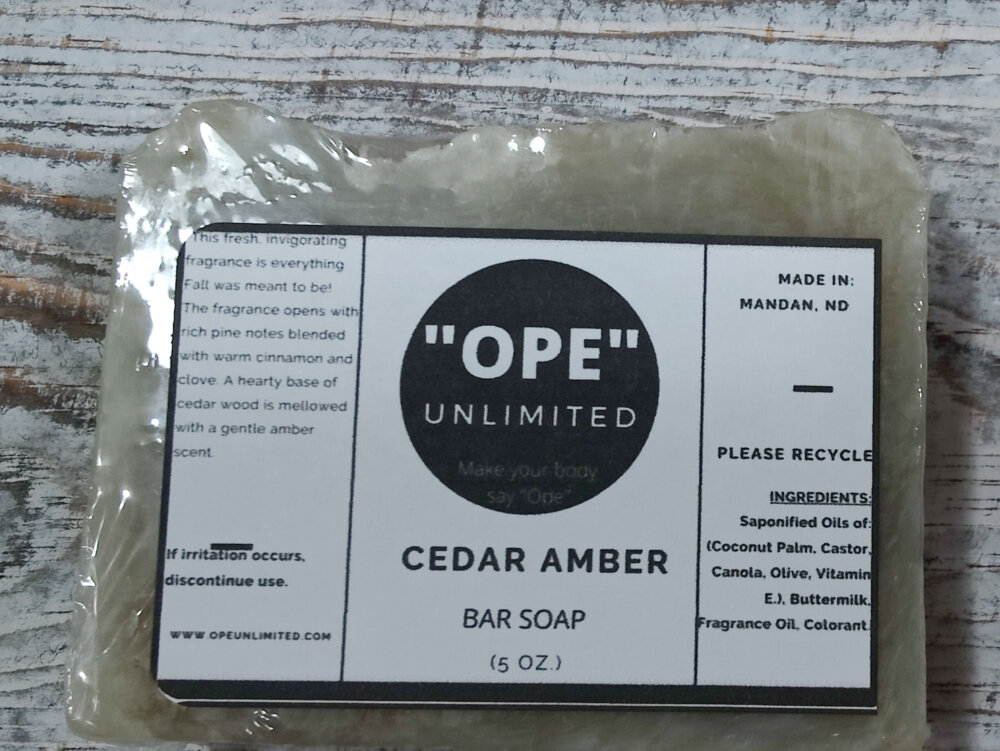 This fresh, invigorating
fragrance is everything
Fall was meant to be!
The fragrance opens with
rich pine notes blended
with warm cinnamon and
clove. A hearty base of
cedar wood is mellowed
with a gentle amber
scent.
If irritation occurs,
discontinue use.
WWW.OPEUNLIMITED.COM
"OPE"
UNLIMITED
Make your body
say "Ope"
CEDAR AMBER
BAR SOAP
(5 OZ.)
MADE IN:
MANDAN, ND
PLEASE RECYCLE
INGREDIENTS:
Saponified Oils of:
(Coconut Palm, Castor,
Canola, Olive, Vitamin
E.), Buttermilk,
Fragrance Oil, Colorant.